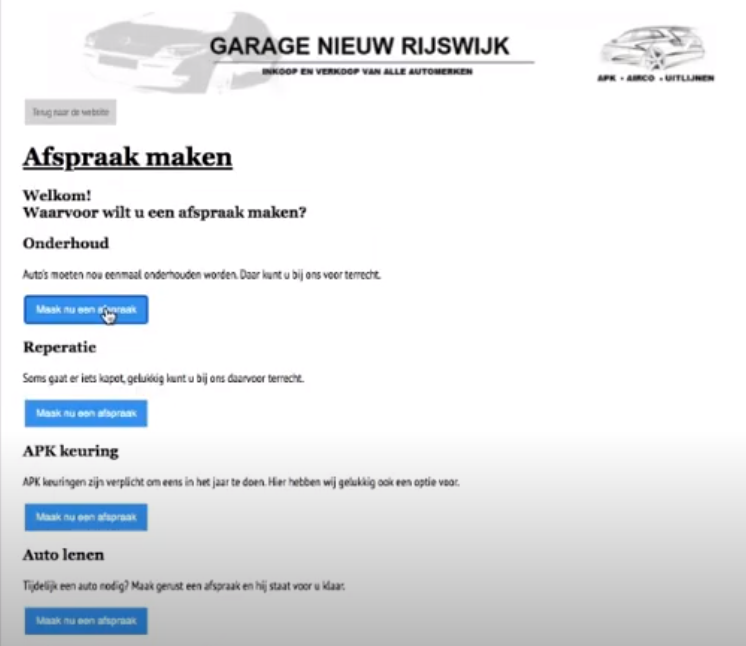 GARAGE NIEUW RIJSWIJK
INKOOP EN VERKOOP VAN ALLE AUTOMERKEN
APK - AIRCO - UITLIJNEN
Terug naar de website
Afspraak maken
Welkom!
Waarvoor wilt u een afspraak maken?
Onderhoud
Auto's moeten nou eenmaal onderhouden worden. Daar kunt u bij ons voor terrecht.
Maak nu een afspraak
Reperatie
Soms gaat er iets kapot, gelukkig kunt u bij ons daarvoor terrecht.
Maak nu een afspraak
APK keuring
APK keuringen zijn verplicht om eens in het jaar te doen. Hier hebben wij gelukkig ook een optie voor.
Maak nu een afspraak
Auto lenen
Tijdelijk een auto nodig? Maak gerust een afspraak en hij staat voor u klaar.
Maak nu een afspraak